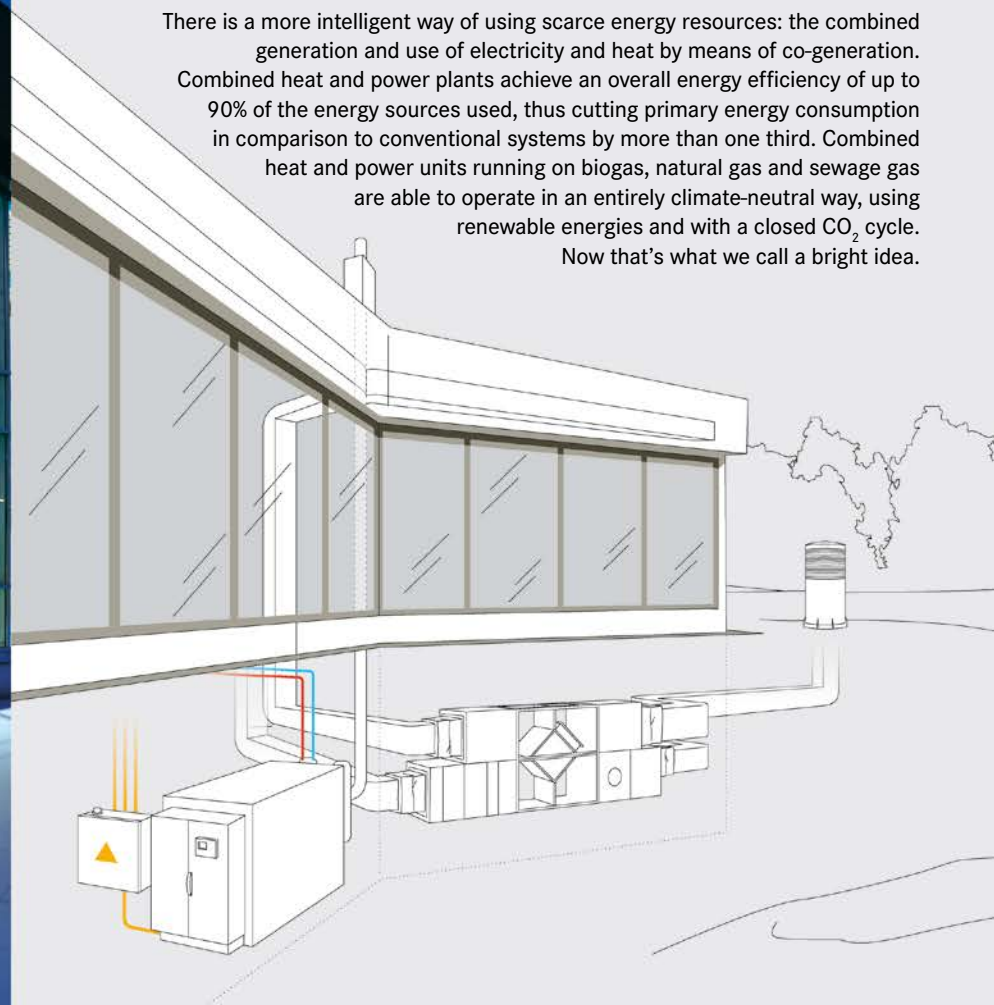 There is a more intelligent way of using scarce energy resources: the combined
generation and use of electricity and heat by means of co-generation.
Combined heat and power plants achieve an overall energy efficiency of up to
90% of the energy sources used, thus cutting primary energy consumption
in comparison to conventional systems by more than one third. Combined
heat and power units running on biogas, natural gas and sewage gas
are able to operate in an entirely climate-neutral way, using
renewable energies and with a closed CO₂ cycle.
Now that’s what we call a bright idea.